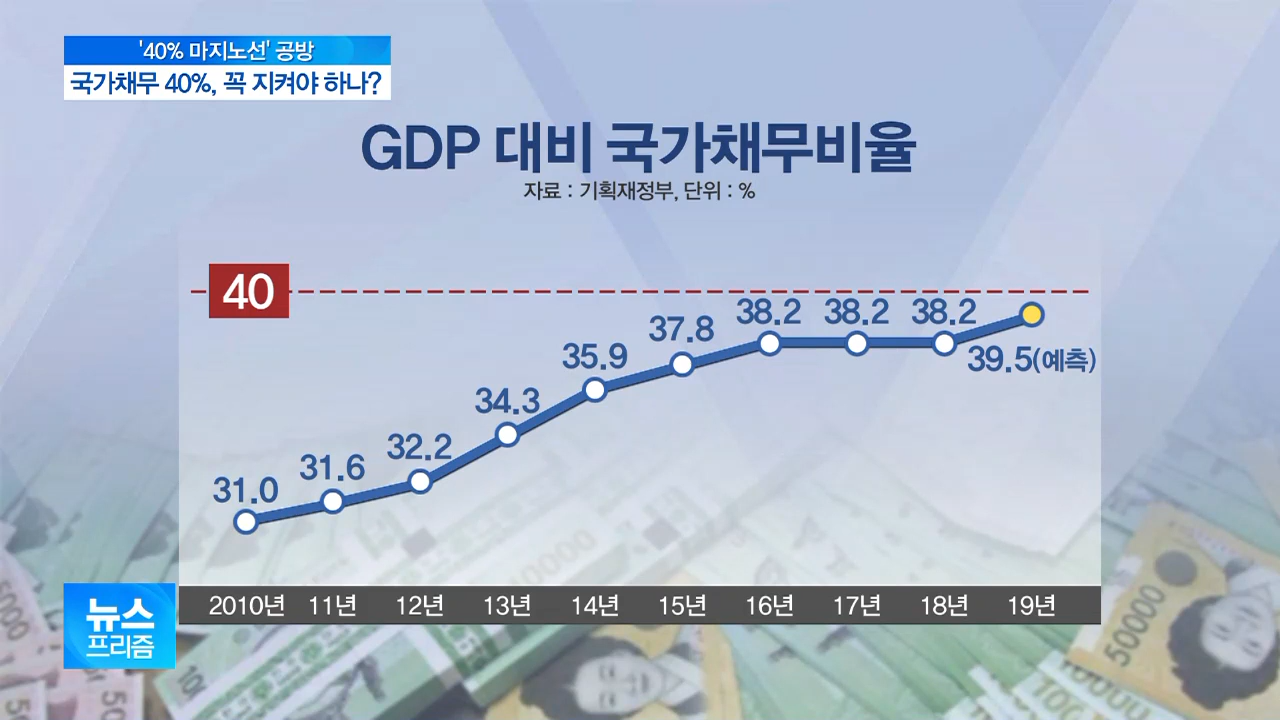 '40% 마지노선' 공방
국가채무 40%, 꼭 지켜야 하나?
GDP 대비 국가채무비율
자료 : 기획재정부, 단위 : %
40
31.0 31.6 32.2 34.3 35.9 37.8 38.2 38.2 38.2 39.5(예측)
2010년 11년 12년 13년 14년 15년 16년 17년 18년 19년
뉴스
프리즘
50000